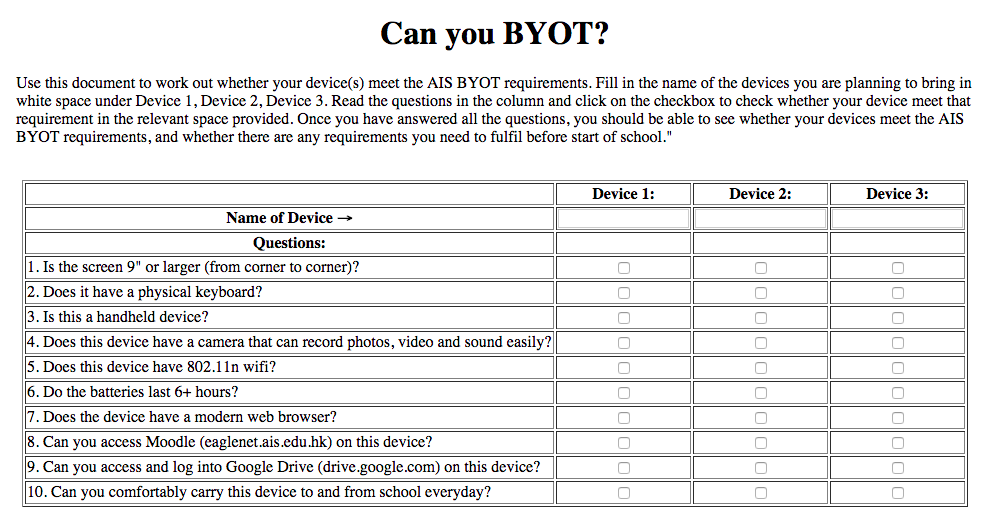 Can you BYOT?
Use this document to work out whether your device(s) meet the AIS BYOT requirements. Fill in the name of the devices you are planning to bring in
white space under Device 1, Device 2, Device 3. Read the questions in the column and click on the checkbox to check whether your device meet that
requirement in the relevant space provided. Once you have answered all the questions, you should be able to see whether your devices meet the AIS
BYOT requirements, and whether there are any requirements you need to fulfil before start of school."
Device 1: Device 2: Device 3:
Name of Device →
Questions:
1. Is the screen 9" or larger (from corner to corner)?
2. Does it have a physical keyboard?
3. Is this a handheld device?
4. Does this device have a camera that can record photos, video and sound easily?
5. Does this device have 802.11n wifi?
6. Do the batteries last 6+ hours?
7. Does the device have a modern web browser?
8. Can you access Moodle (eaglenet.ais.edu.hk) on this device?
9. Can you access and log into Google Drive (drive.google.com) on this device?
10. Can you comfortably carry this device to and from school everyday?